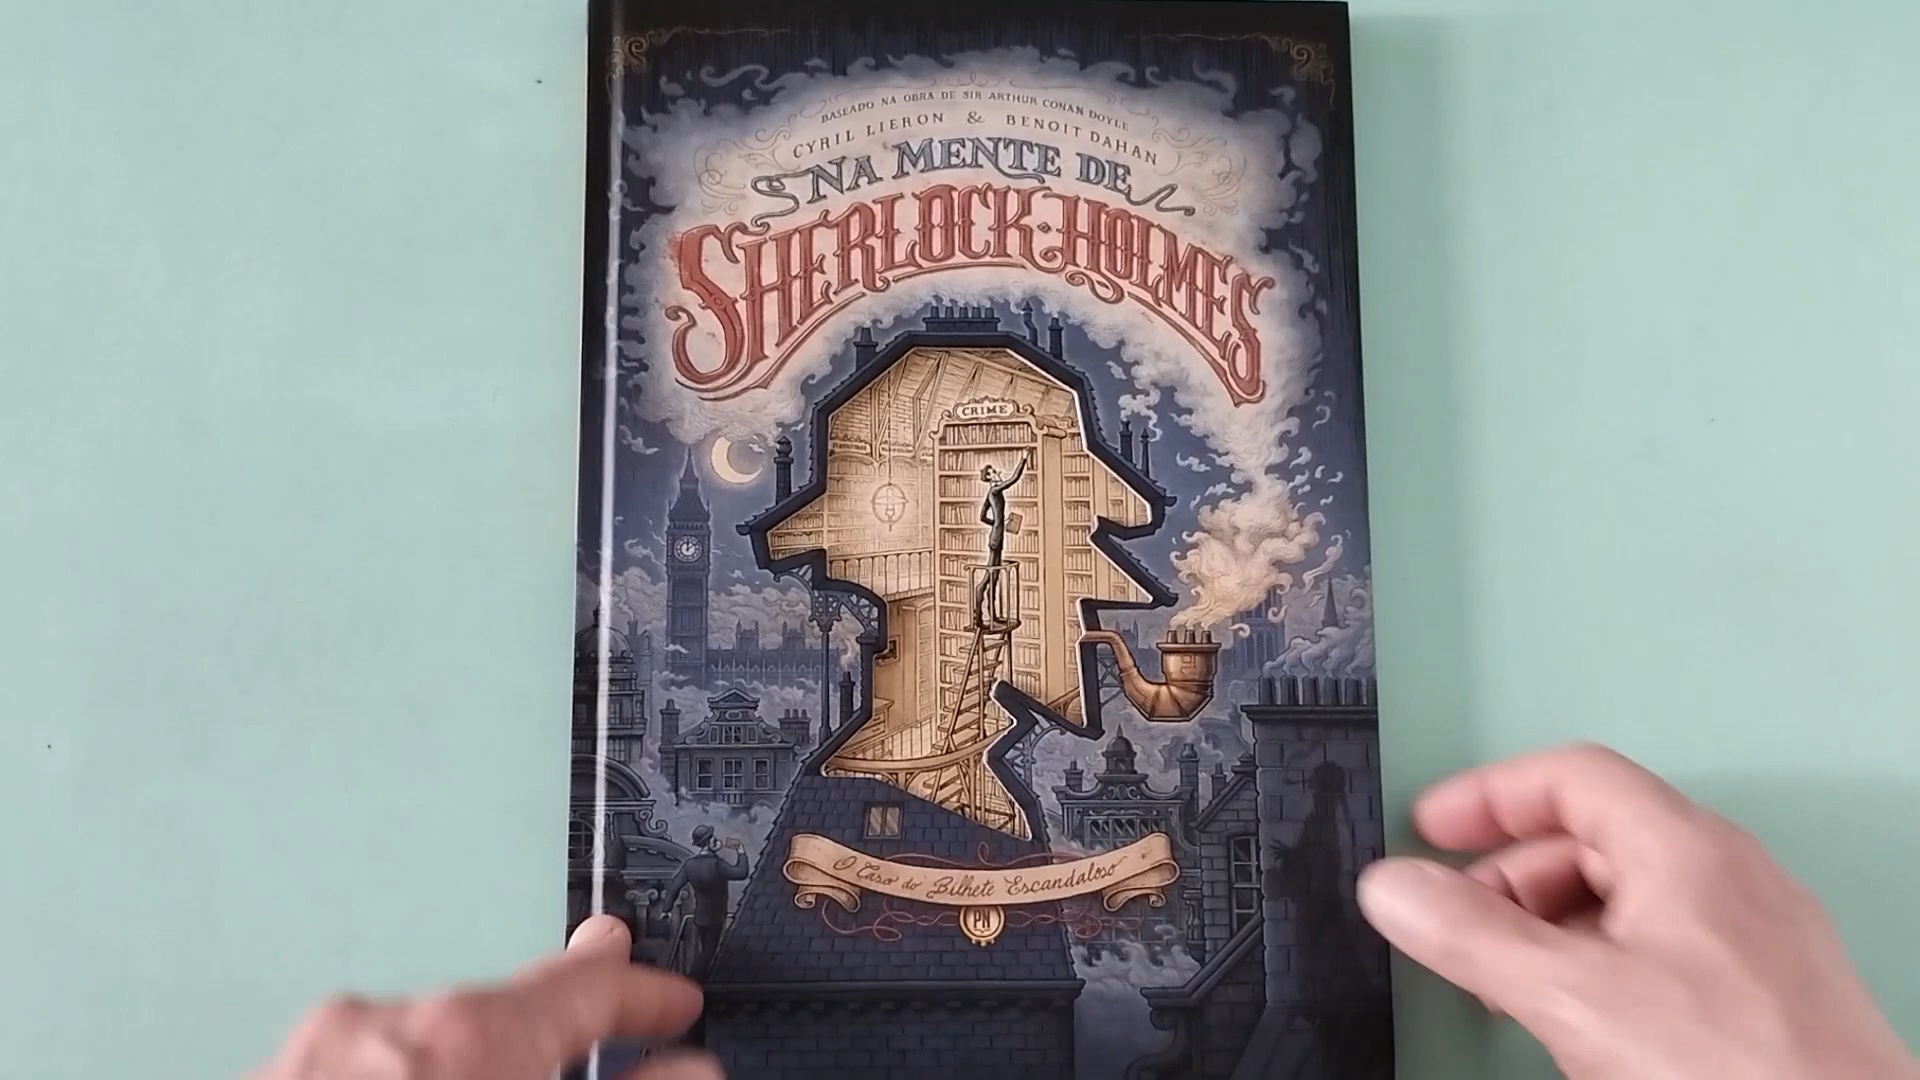 BASEADO NA OBRA DE SIR ARTHUR CONAN DOYLE
CYRIL LIERON & BENOIT DAHAN
NA MENTE DE
SHERLOCK·HOLMES
CRIME
O Caso do Bilhete Escandaloso
PN